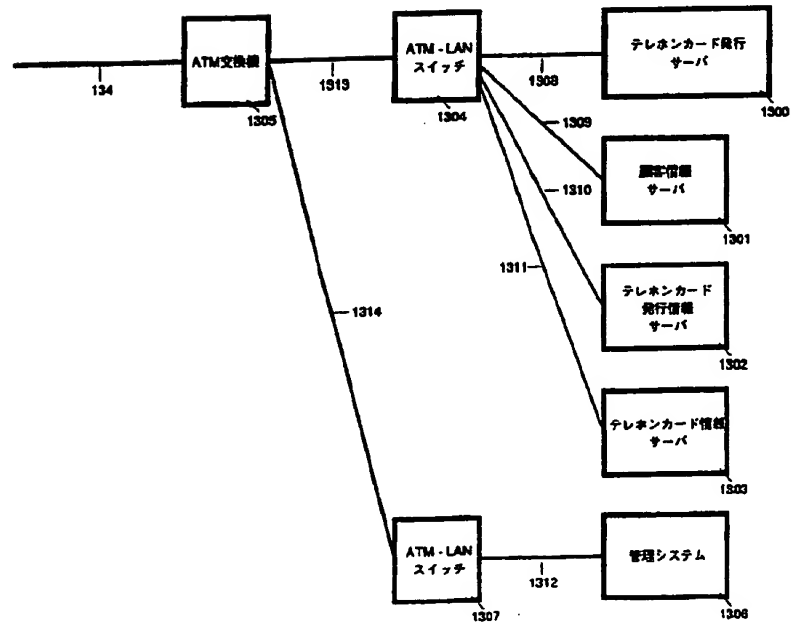 ATM交換機
1305
134
1313
ATM - LAN
スイッチ
1304
1308
テレホンカード発行
サーバ
1300
1309
顧客情報
サーバ
1301
1310
テレホンカード
発行情報
サーバ
1302
1311
テレホンカード情報
サーバ
1303
1314
ATM - LAN
スイッチ
1307
1312
管理システム
1306